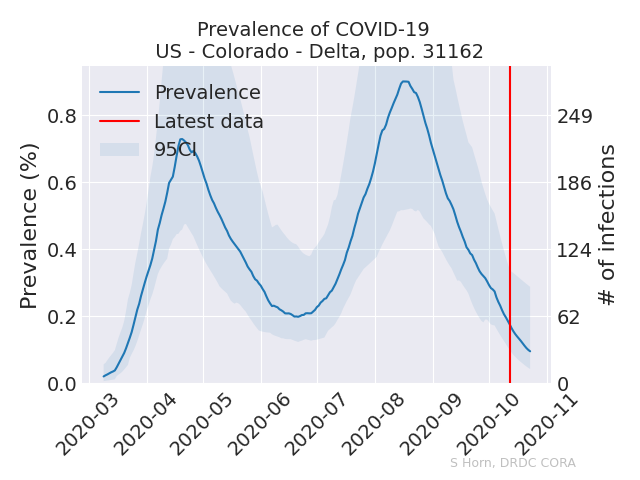 Prevalence of COVID-19
US - Colorado - Delta, pop. 31162
Prevalence
Latest data
95CI
Prevalence (%)
0.8
0.6
0.4
0.2
0.0
249
186
124
62
0
# of infections
2020-03
2020-04
2020-05
2020-06
2020-07
2020-08
2020-09
2020-10
2020-11
S Horn, DRDC CORA